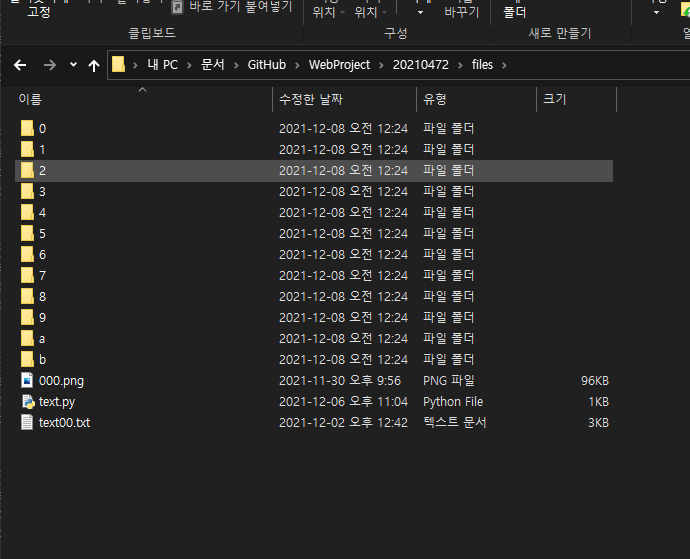 고정
바로 가기 붙여넣기
위치 위치
바꾸기
폴더
클립보드 구성 새로 만들기
내 PC > 문서 > GitHub > WebProject > 20210472 > files >
이름 수정한 날짜 유형 크기
0 2021-12-08 오전 12:24 파일 폴더
1 2021-12-08 오전 12:24 파일 폴더
2 2021-12-08 오전 12:24 파일 폴더
3 2021-12-08 오전 12:24 파일 폴더
4 2021-12-08 오전 12:24 파일 폴더
5 2021-12-08 오전 12:24 파일 폴더
6 2021-12-08 오전 12:24 파일 폴더
7 2021-12-08 오전 12:24 파일 폴더
8 2021-12-08 오전 12:24 파일 폴더
9 2021-12-08 오전 12:24 파일 폴더
a 2021-12-08 오전 12:24 파일 폴더
b 2021-12-08 오전 12:24 파일 폴더
000.png 2021-11-30 오후 9:56 PNG 파일 96KB
text.py 2021-12-06 오후 11:04 Python File 1KB
text00.txt 2021-12-02 오후 12:42 텍스트 문서 3KB